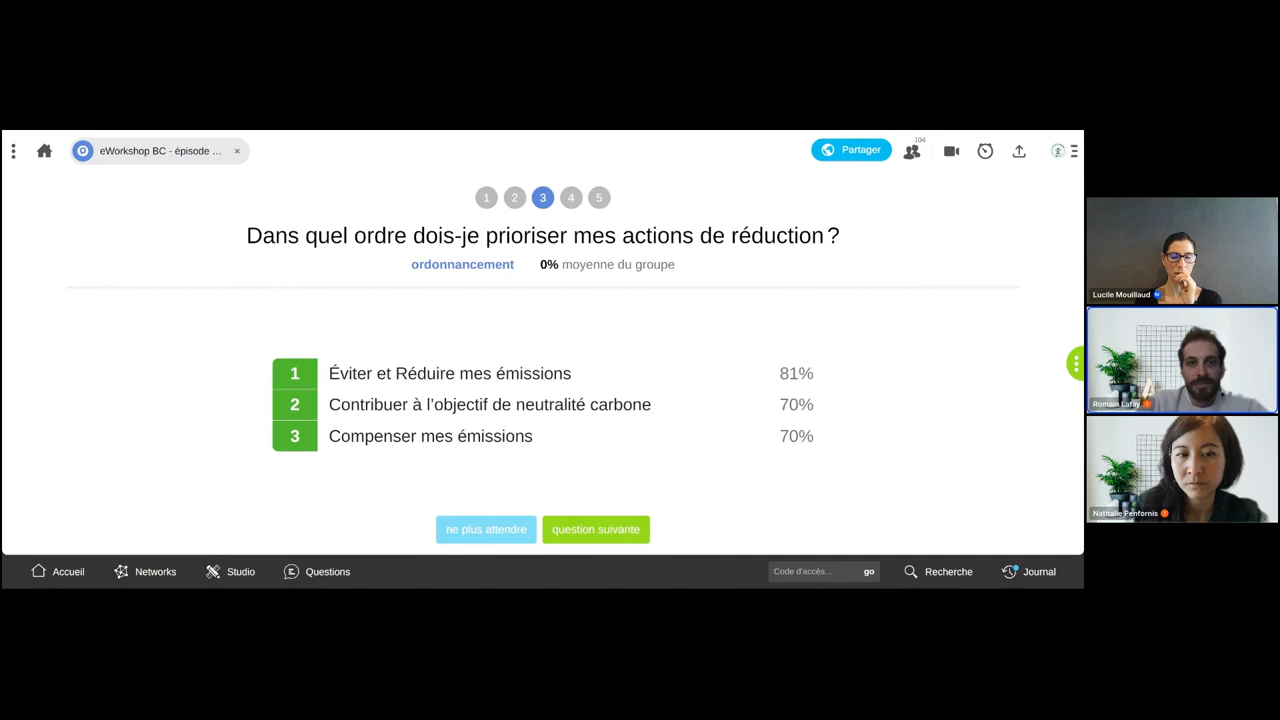 eWorkshop BC - épisode ... ×
Partager
104
1 2 3 4 5
Dans quel ordre dois-je prioriser mes actions de réduction ?
ordonnancement 0% moyenne du groupe
1 Éviter et Réduire mes émissions 81%
2 Contribuer à l'objectif de neutralité carbone 70%
3 Compenser mes émissions 70%
ne plus attendre question suivante
Accueil Networks Studio Questions Code d'accès... go Recherche Journal
Lucile Mouillaud M
Romain Lafay
Nathalie Penfornis